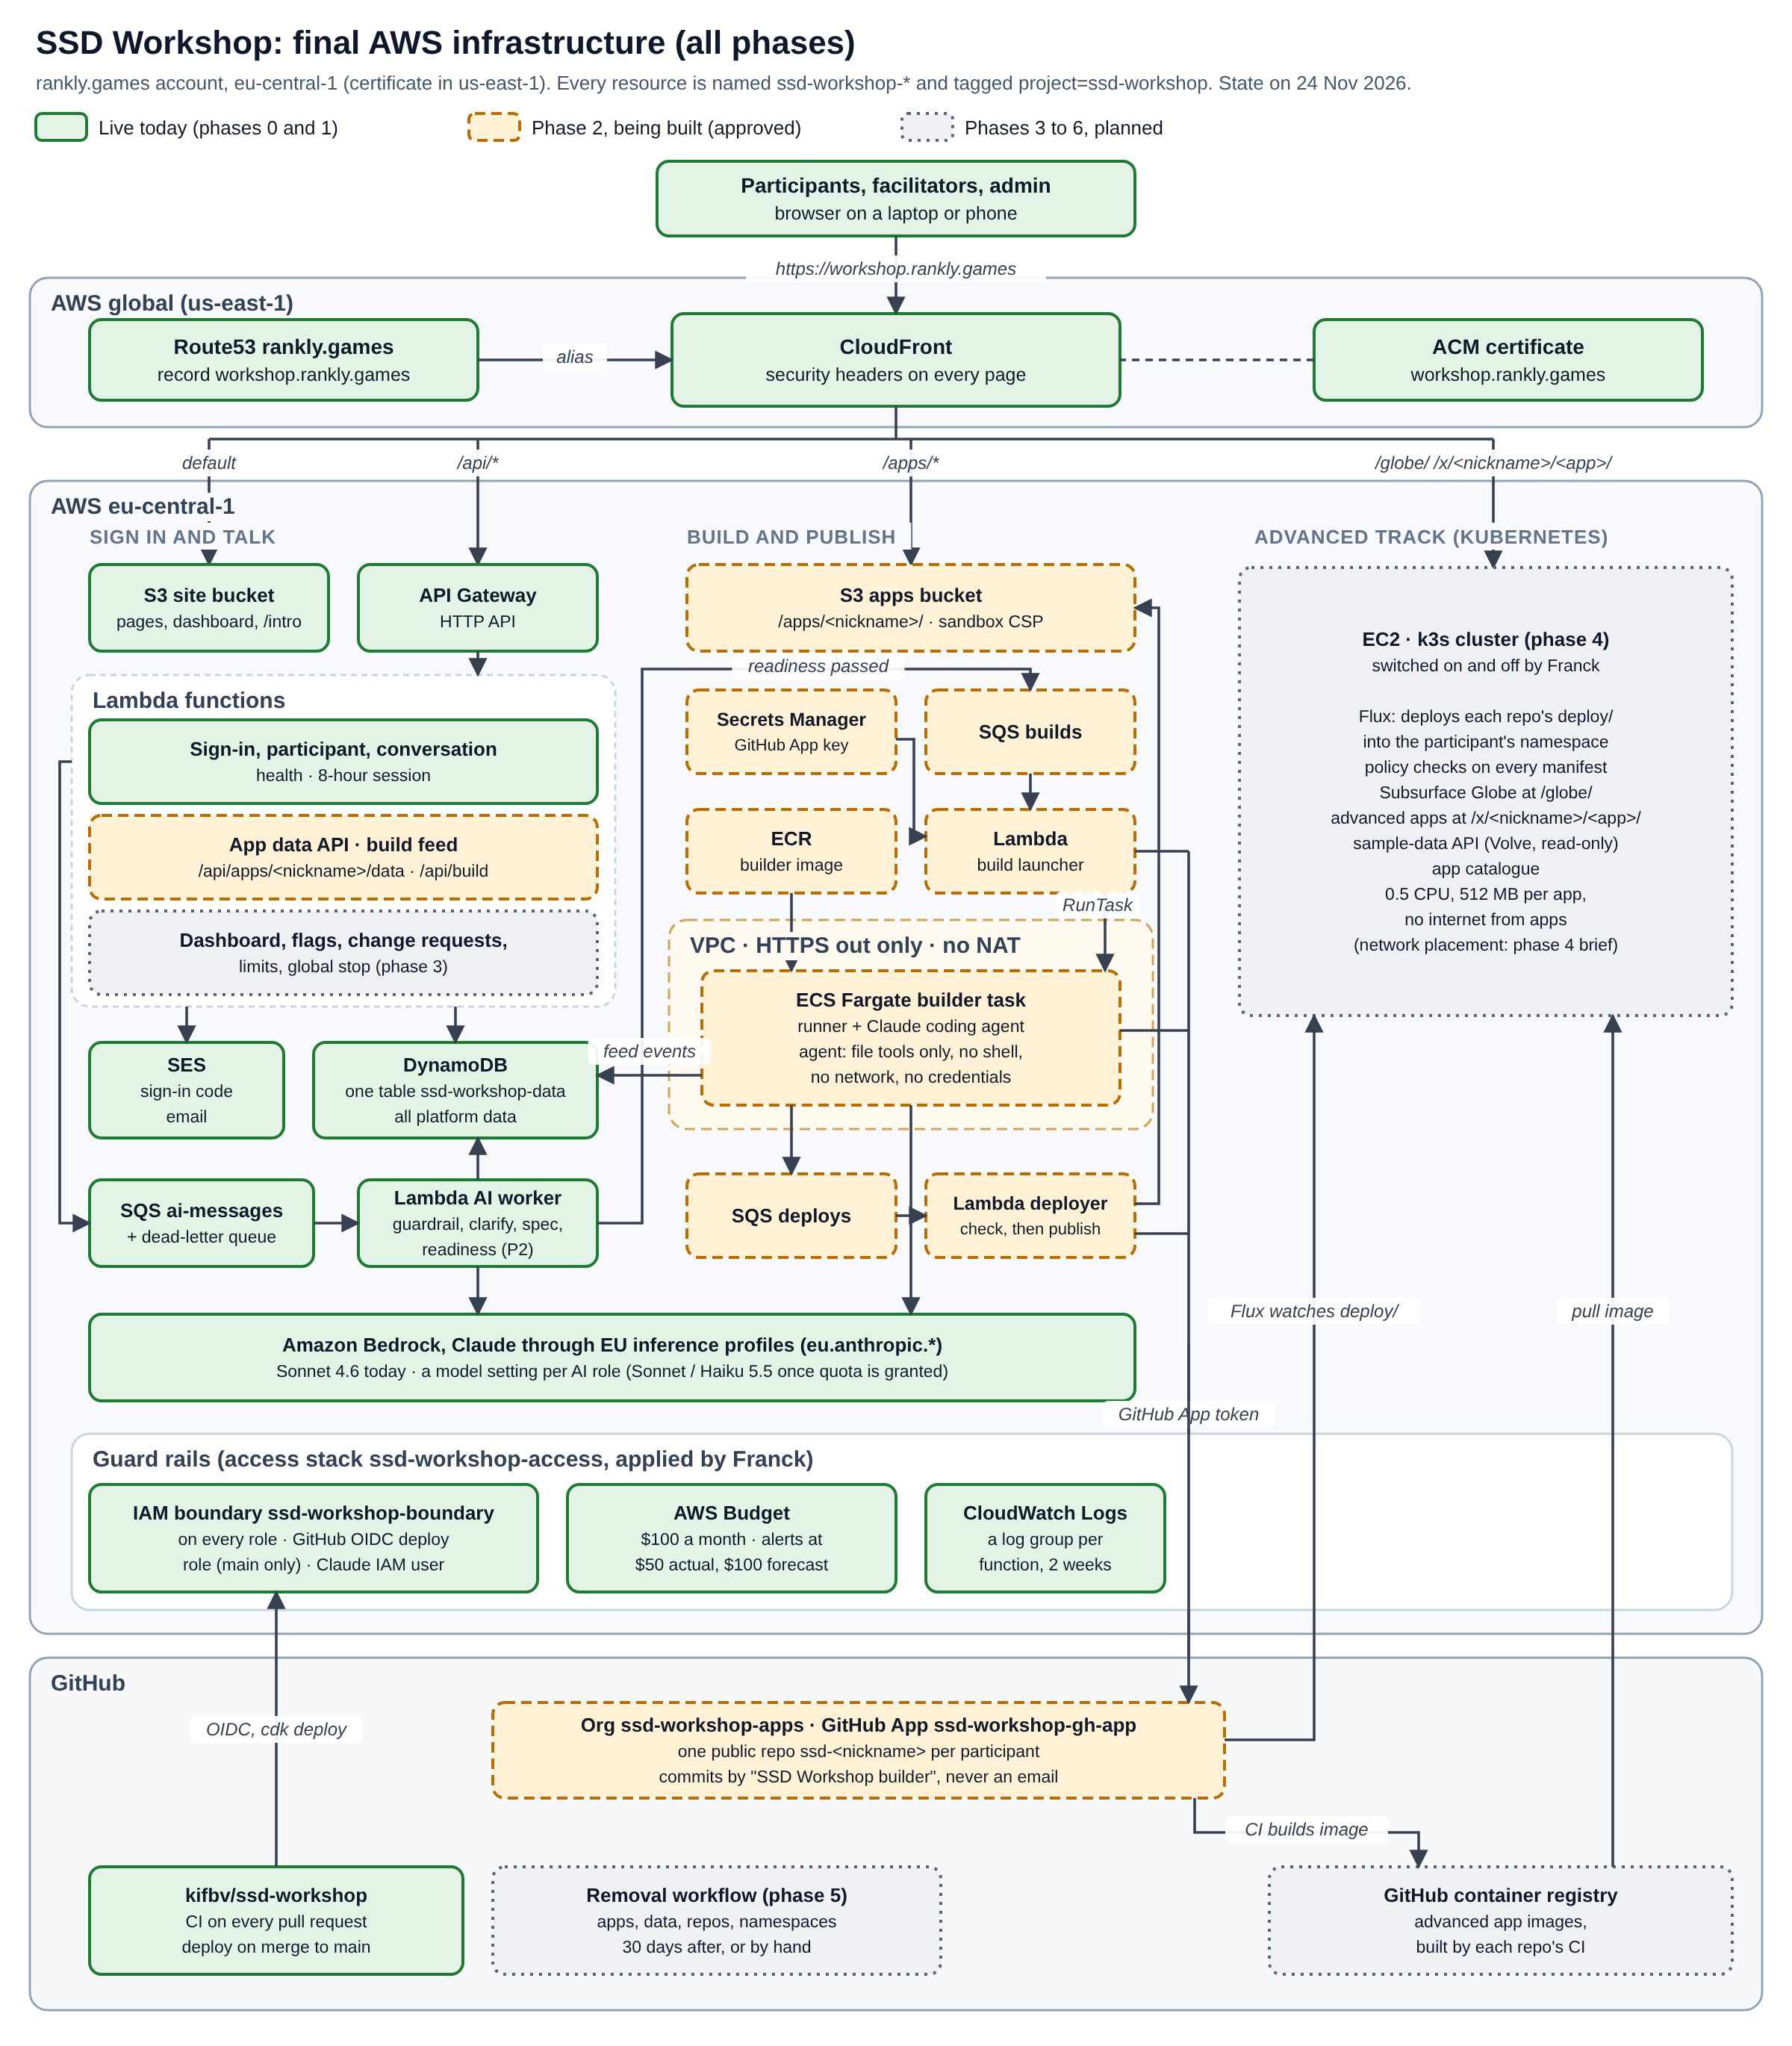 SSD Workshop: final AWS infrastructure (all phases)
rankly.games account, eu-central-1 (certificate in us-east-1). Every resource is named ssd-workshop-* and tagged project=ssd-workshop. State on 24 Nov 2026.
Live today (phases 0 and 1)
Phase 2, being built (approved)
Phases 3 to 6, planned
Participants, facilitators, admin
browser on a laptop or phone
https://workshop.rankly.games
AWS global (us-east-1)
Route53 rankly.games
record workshop.rankly.games
alias
CloudFront
security headers on every page
ACM certificate
workshop.rankly.games
default
/api/*
/apps/*
/globe/ /x/<nickname>/<app>/
AWS eu-central-1
SIGN IN AND TALK
BUILD AND PUBLISH
ADVANCED TRACK (KUBERNETES)
S3 site bucket
pages, dashboard, /intro
API Gateway
HTTP API
S3 apps bucket
/apps/<nickname>/ · sandbox CSP
readiness passed
Lambda functions
Sign-in, participant, conversation
health · 8-hour session
App data API · build feed
/api/apps/<nickname>/data · /api/build
Dashboard, flags, change requests,
limits, global stop (phase 3)
Secrets Manager
GitHub App key
SQS builds
ECR
builder image
Lambda
build launcher
RunTask
VPC · HTTPS out only · no NAT
ECS Fargate builder task
runner + Claude coding agent
agent: file tools only, no shell,
no network, no credentials
EC2 · k3s cluster (phase 4)
switched on and off by Franck
Flux: deploys each repo's deploy/
into the participant's namespace
policy checks on every manifest
Subsurface Globe at /globe/
advanced apps at /x/<nickname>/<app>/
sample-data API (Volve, read-only)
app catalogue
0.5 CPU, 512 MB per app,
no internet from apps
(network placement: phase 4 brief)
SES
sign-in code
email
DynamoDB
one table ssd-workshop-data
all platform data
feed events
SQS ai-messages
+ dead-letter queue
Lambda AI worker
guardrail, clarify, spec,
readiness (P2)
SQS deploys
Lambda deployer
check, then publish
Flux watches deploy/
pull image
Amazon Bedrock, Claude through EU inference profiles (eu.anthropic.*)
Sonnet 4.6 today · a model setting per AI role (Sonnet / Haiku 5.5 once quota is granted)
GitHub App token
Guard rails (access stack ssd-workshop-access, applied by Franck)
IAM boundary ssd-workshop-boundary
on every role · GitHub OIDC deploy
role (main only) · Claude IAM user
AWS Budget
$100 a month · alerts at
$50 actual, $100 forecast
CloudWatch Logs
a log group per
function, 2 weeks
GitHub
OIDC, cdk deploy
Org ssd-workshop-apps · GitHub App ssd-workshop-gh-app
one public repo ssd-<nickname> per participant
commits by "SSD Workshop builder", never an email
CI builds image
kifbv/ssd-workshop
CI on every pull request
deploy on merge to main
Removal workflow (phase 5)
apps, data, repos, namespaces
30 days after, or by hand
GitHub container registry
advanced app images,
built by each repo's CI